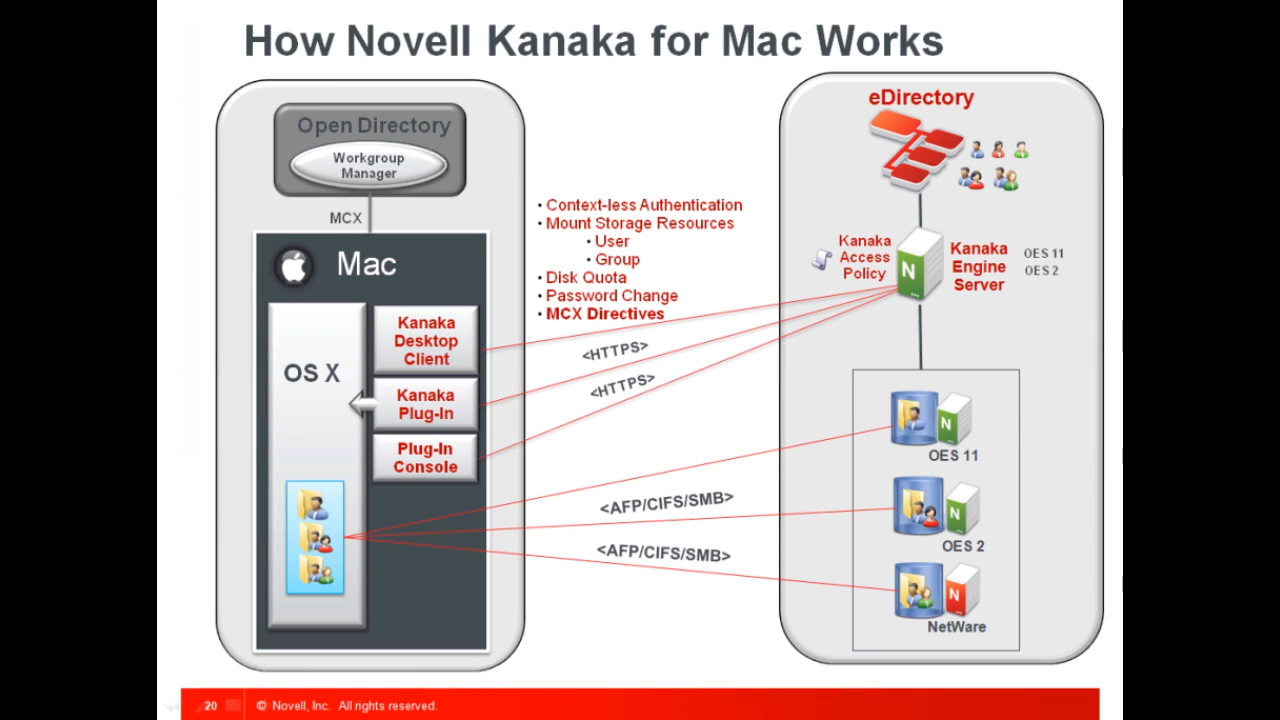 How Novell Kanaka for Mac Works
Open Directory
Workgroup
Manager
MCX
Mac
OS X
Kanaka
Desktop
Client
Kanaka
Plug-In
Plug-In
Console
• Context-less Authentication
• Mount Storage Resources
• User
• Group
• Disk Quota
• Password Change
• MCX Directives
<HTTPS>
<HTTPS>
<AFP/CIFS/SMB>
<AFP/CIFS/SMB>
eDirectory
Kanaka
Access
Policy
N
Kanaka
Engine
Server
OES 11
OES 2
N
OES 11
N
OES 2
N
NetWare
20
© Novell, Inc. All rights reserved.